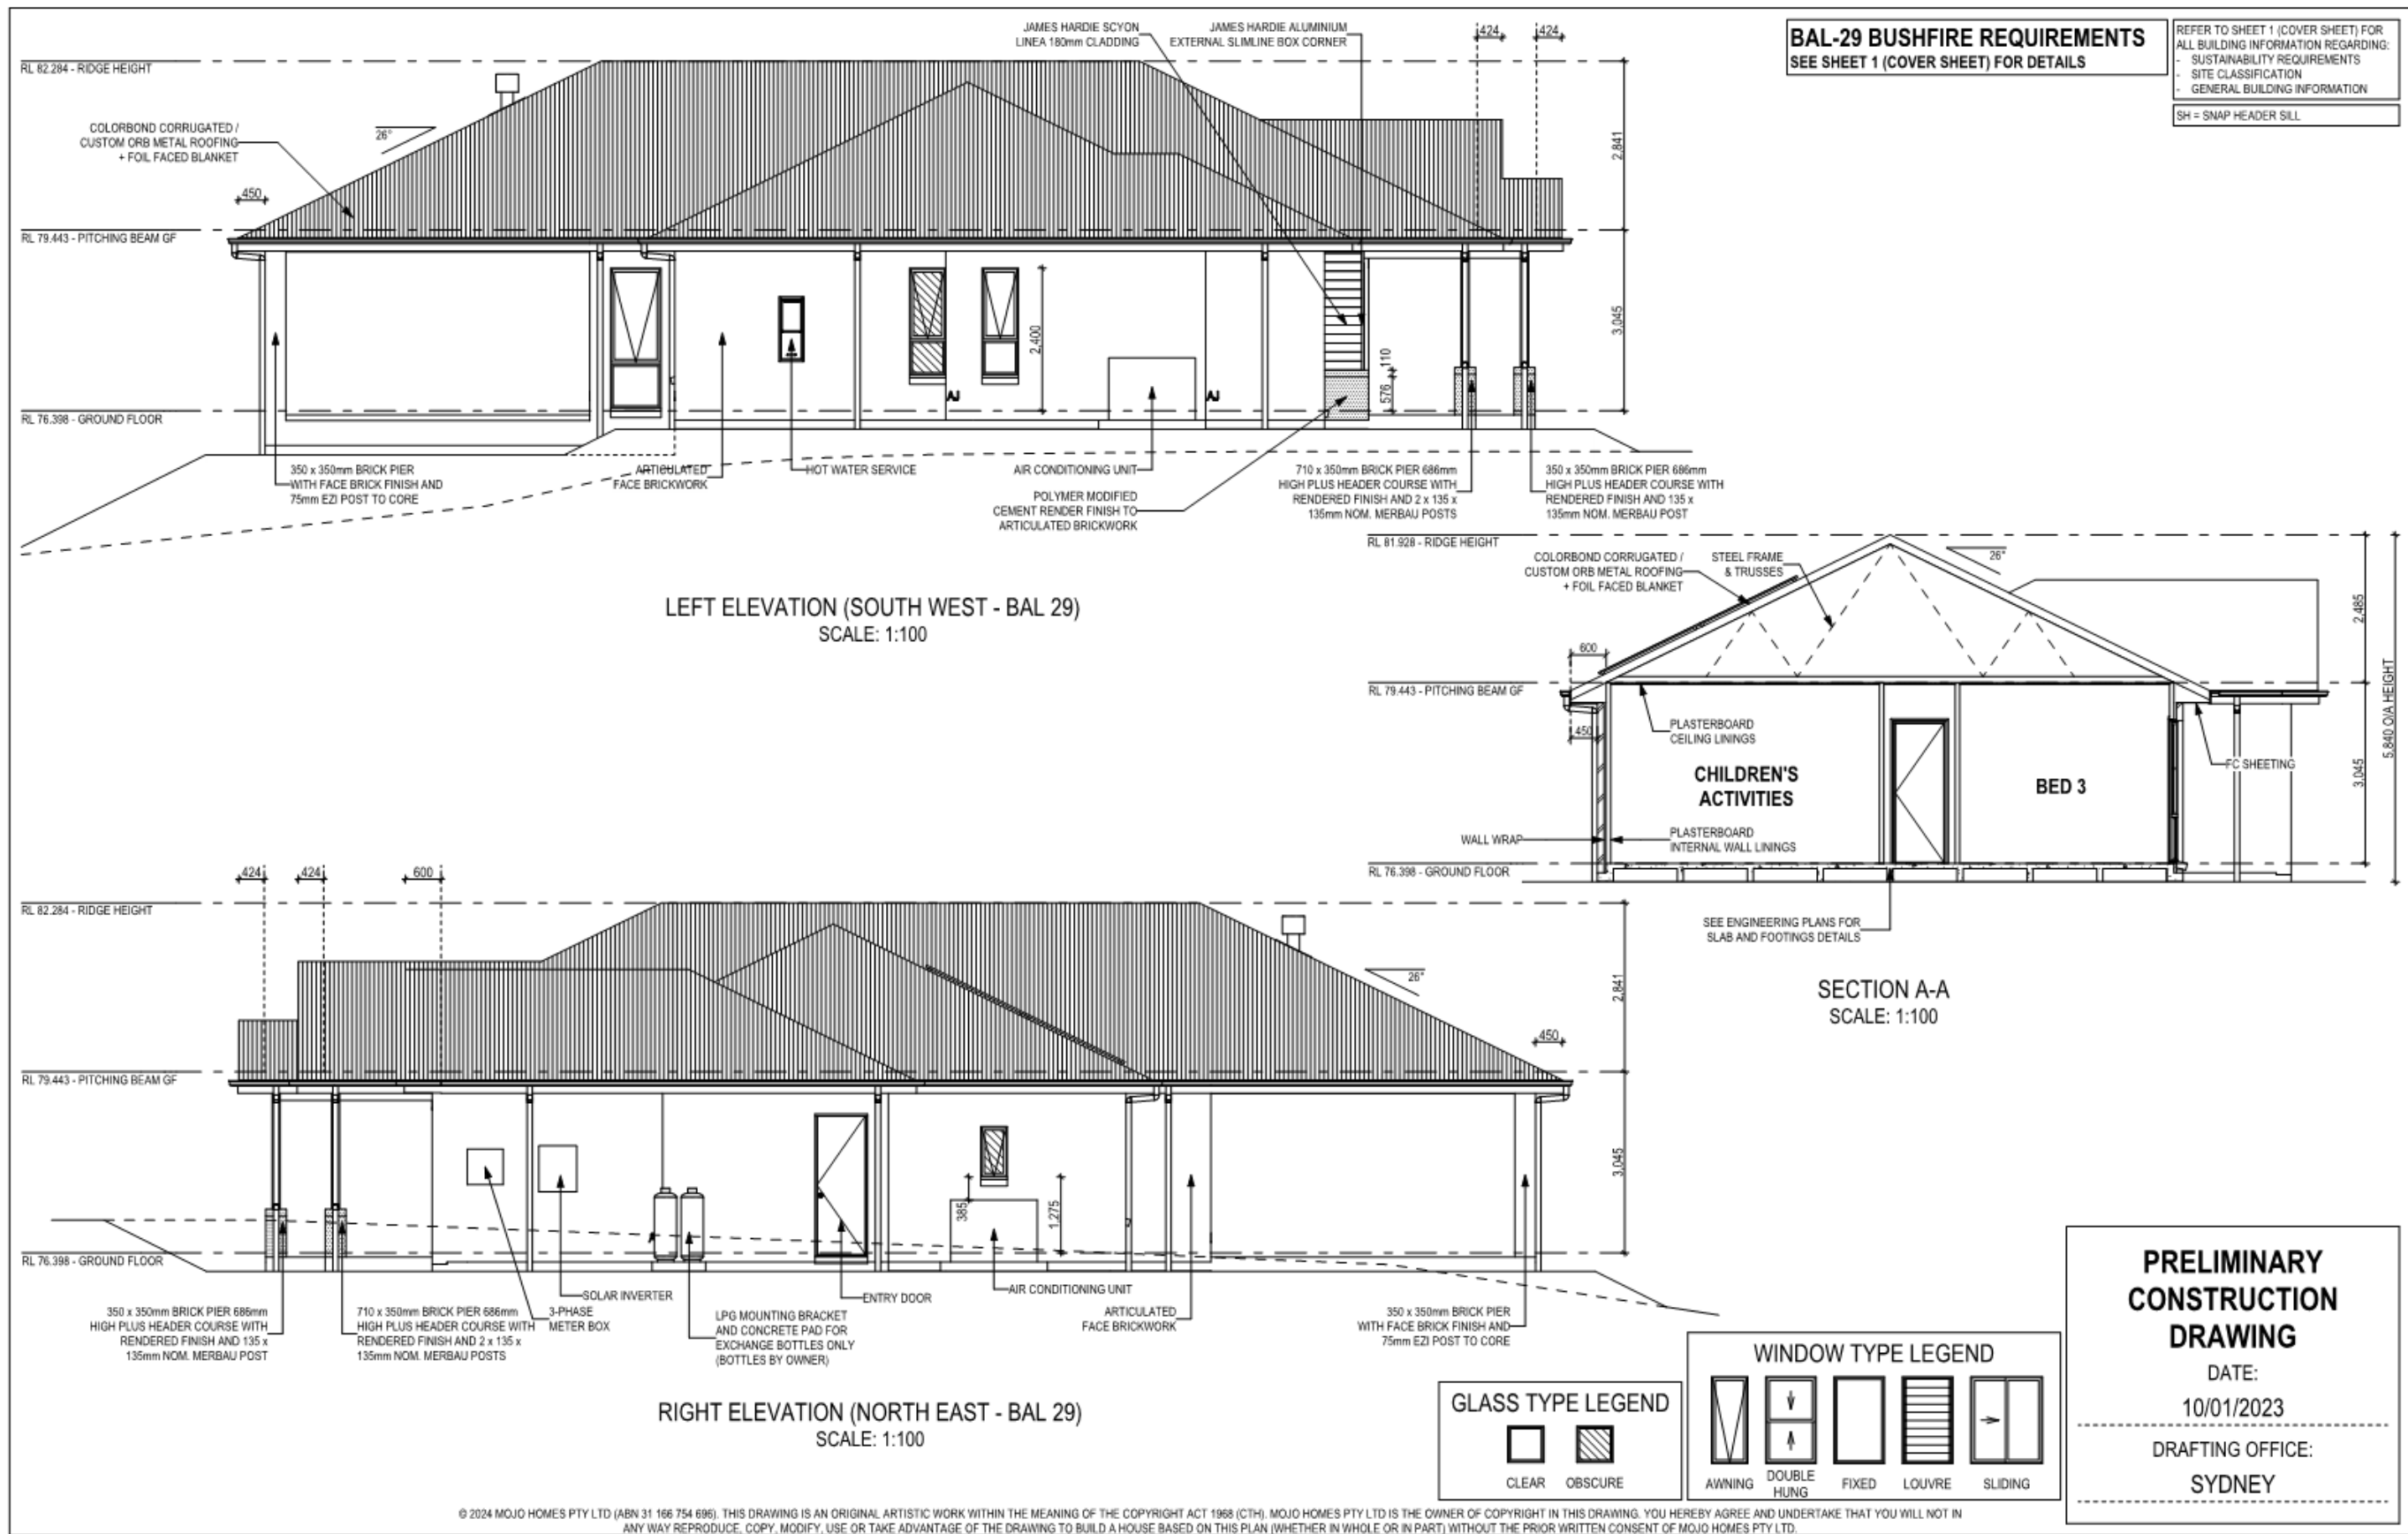 JAMES HARDIE SCYON
LINEA 180mm CLADDING
JAMES HARDIE ALUMINIUM
EXTERNAL SLIMLINE BOX CORNER
424
424
BAL-29 BUSHFIRE REQUIREMENTS
SEE SHEET 1 (COVER SHEET) FOR DETAILS
REFER TO SHEET 1 (COVER SHEET) FOR
ALL BUILDING INFORMATION REGARDING:
- SUSTAINABILITY REQUIREMENTS
- SITE CLASSIFICATION
- GENERAL BUILDING INFORMATION
SH = SNAP HEADER SILL
RL 82.284 - RIDGE HEIGHT
COLORBOND CORRUGATED /
CUSTOM ORB METAL ROOFING
+ FOIL FACED BLANKET
26°
450
2,841
RL 79.443 - PITCHING BEAM GF
2,400
3,045
110
576
AJ
AJ
RL 76.398 - GROUND FLOOR
350 x 350mm BRICK PIER
WITH FACE BRICK FINISH AND
75mm EZI POST TO CORE
ARTICULATED
FACE BRICKWORK
HOT WATER SERVICE
AIR CONDITIONING UNIT
POLYMER MODIFIED
CEMENT RENDER FINISH TO
ARTICULATED BRICKWORK
710 x 350mm BRICK PIER 686mm
HIGH PLUS HEADER COURSE WITH
RENDERED FINISH AND 2 x 135 x
135mm NOM. MERBAU POSTS
350 x 350mm BRICK PIER 686mm
HIGH PLUS HEADER COURSE WITH
RENDERED FINISH AND 135 x
135mm NOM. MERBAU POST
LEFT ELEVATION (SOUTH WEST - BAL 29)
SCALE: 1:100
RL 81.928 - RIDGE HEIGHT
COLORBOND CORRUGATED /
CUSTOM ORB METAL ROOFING
+ FOIL FACED BLANKET
STEEL FRAME
& TRUSSES
26°
2,485
600
RL 79.443 - PITCHING BEAM GF
450
PLASTERBOARD
CEILING LININGS
CHILDREN'S
ACTIVITIES
BED 3
FC SHEETING
3,045
5,840 O/A HEIGHT
WALL WRAP
PLASTERBOARD
INTERNAL WALL LININGS
RL 76.398 - GROUND FLOOR
SEE ENGINEERING PLANS FOR
SLAB AND FOOTINGS DETAILS
SECTION A-A
SCALE: 1:100
424
424
600
RL 82.284 - RIDGE HEIGHT
26°
2,841
450
RL 79.443 - PITCHING BEAM GF
3,045
385
1,275
RL 76.398 - GROUND FLOOR
350 x 350mm BRICK PIER 686mm
HIGH PLUS HEADER COURSE WITH
RENDERED FINISH AND 135 x
135mm NOM. MERBAU POST
710 x 350mm BRICK PIER 686mm
HIGH PLUS HEADER COURSE WITH
RENDERED FINISH AND 2 x 135 x
135mm NOM. MERBAU POSTS
3-PHASE
METER BOX
SOLAR INVERTER
LPG MOUNTING BRACKET
AND CONCRETE PAD FOR
EXCHANGE BOTTLES ONLY
(BOTTLES BY OWNER)
ENTRY DOOR
AIR CONDITIONING UNIT
ARTICULATED
FACE BRICKWORK
350 x 350mm BRICK PIER
WITH FACE BRICK FINISH AND
75mm EZI POST TO CORE
RIGHT ELEVATION (NORTH EAST - BAL 29)
SCALE: 1:100
GLASS TYPE LEGEND
CLEAR
OBSCURE
WINDOW TYPE LEGEND
AWNING
DOUBLE
HUNG
FIXED
LOUVRE
SLIDING
PRELIMINARY
CONSTRUCTION
DRAWING
DATE:
10/01/2023
DRAFTING OFFICE:
SYDNEY
© 2024 MOJO HOMES PTY LTD (ABN 31 166 754 696). THIS DRAWING IS AN ORIGINAL ARTISTIC WORK WITHIN THE MEANING OF THE COPYRIGHT ACT 1968 (CTH). MOJO HOMES PTY LTD IS THE OWNER OF COPYRIGHT IN THIS DRAWING. YOU HEREBY AGREE AND UNDERTAKE THAT YOU WILL NOT IN
ANY WAY REPRODUCE, COPY, MODIFY, USE OR TAKE ADVANTAGE OF THE DRAWING TO BUILD A HOUSE BASED ON THIS PLAN (WHETHER IN WHOLE OR IN PART) WITHOUT THE PRIOR WRITTEN CONSENT OF MOJO HOMES PTY LTD.